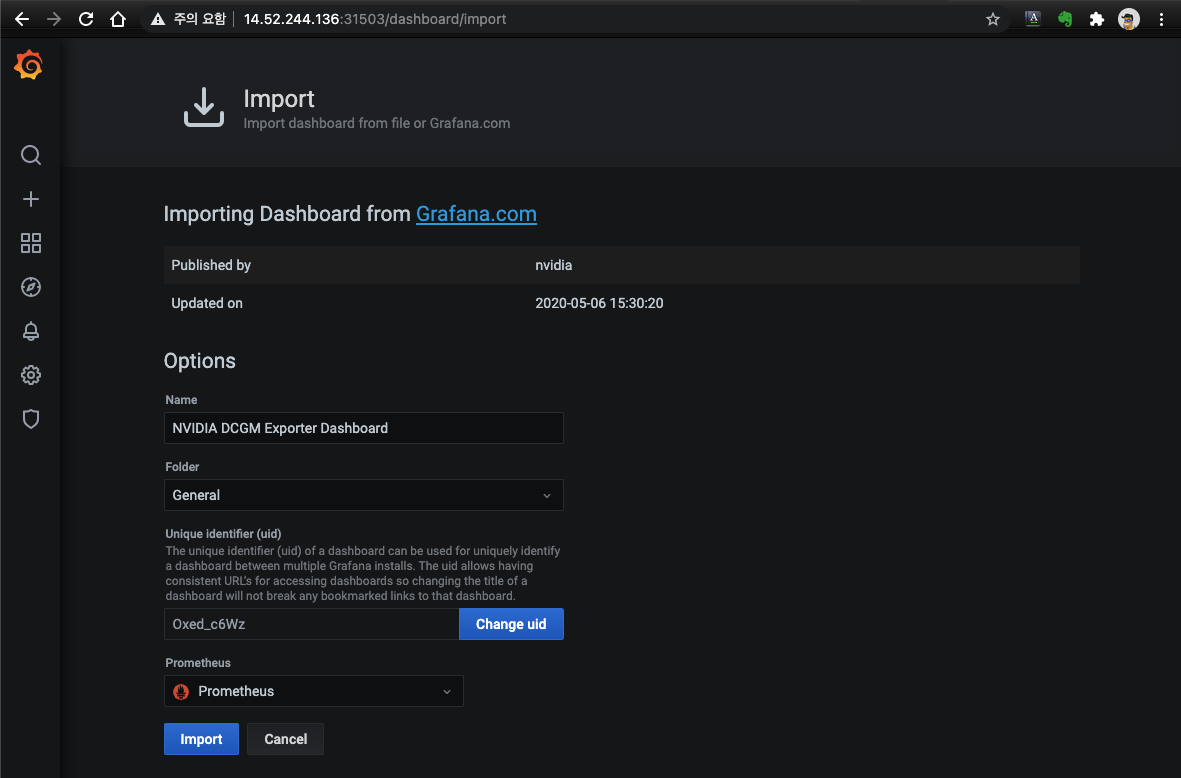 주의 요함 14.52.244.136:31503/dashboard/import
Import
Import dashboard from file or Grafana.com
Importing Dashboard from Grafana.com
Published by nvidia
Updated on 2020-05-06 15:30:20
Options
Name
NVIDIA DCGM Exporter Dashboard
Folder
General
Unique identifier (uid)
The unique identifier (uid) of a dashboard can be used for uniquely identify
a dashboard between multiple Grafana installs. The uid allows having
consistent URL's for accessing dashboards so changing the title of a
dashboard will not break any bookmarked links to that dashboard.
Oxed_c6Wz Change uid
Prometheus
Prometheus
Import Cancel